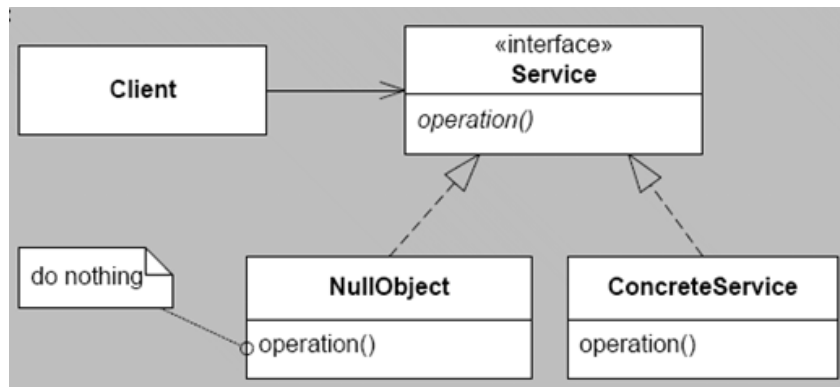 Client
«interface»
Service
operation()
do nothing
NullObject
operation()
ConcreteService
operation()